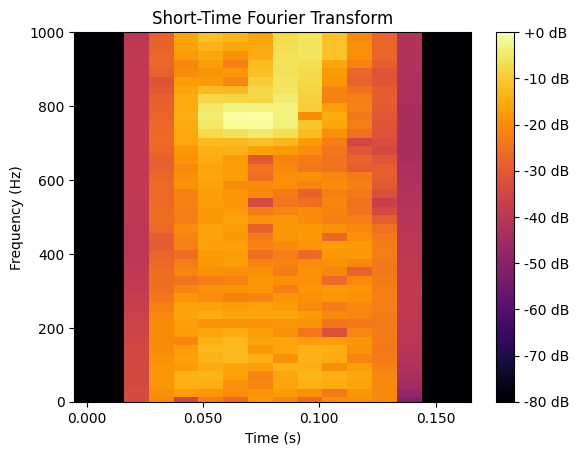 Short-Time Fourier Transform
1000
800
600
400
200
0
Frequency (Hz)
0.000
0.050
0.100
0.150
Time (s)
+0 dB
-10 dB
-20 dB
-30 dB
-40 dB
-50 dB
-60 dB
-70 dB
-80 dB